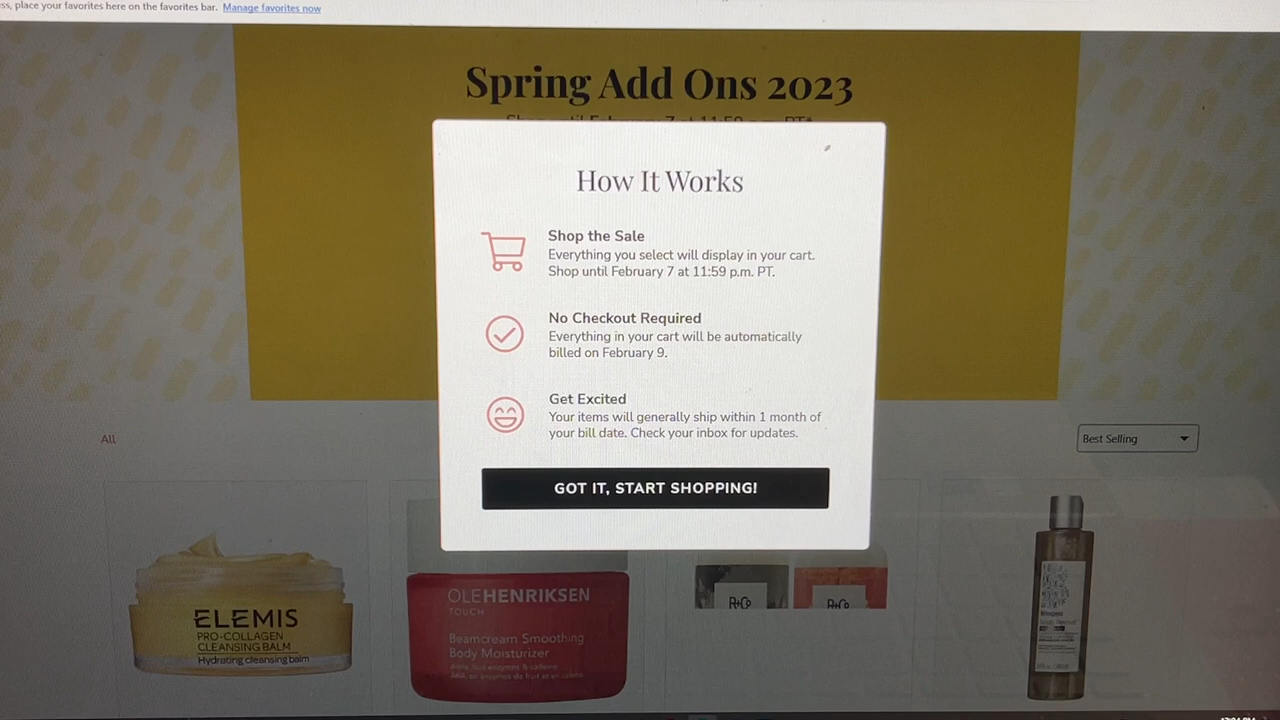 ss, place your favorites here on the favorites bar. Manage favorites now
Spring Add Ons 2023
How It Works
Shop the Sale
Everything you select will display in your cart.
Shop until February 7 at 11:59 p.m. PT.
No Checkout Required
Everything in your cart will be automatically
billed on February 9.
Get Excited
Your items will generally ship within 1 month of
your bill date. Check your inbox for updates.
GOT IT, START SHOPPING!
All
Best Selling
ELEMIS
PRO-COLLAGEN
CLEANSING BALM
Hydrating cleansing balm
OLEHENRIKSEN
TOUCH
Beamcream Smoothing
Body Moisturizer
R+Co
R+Co